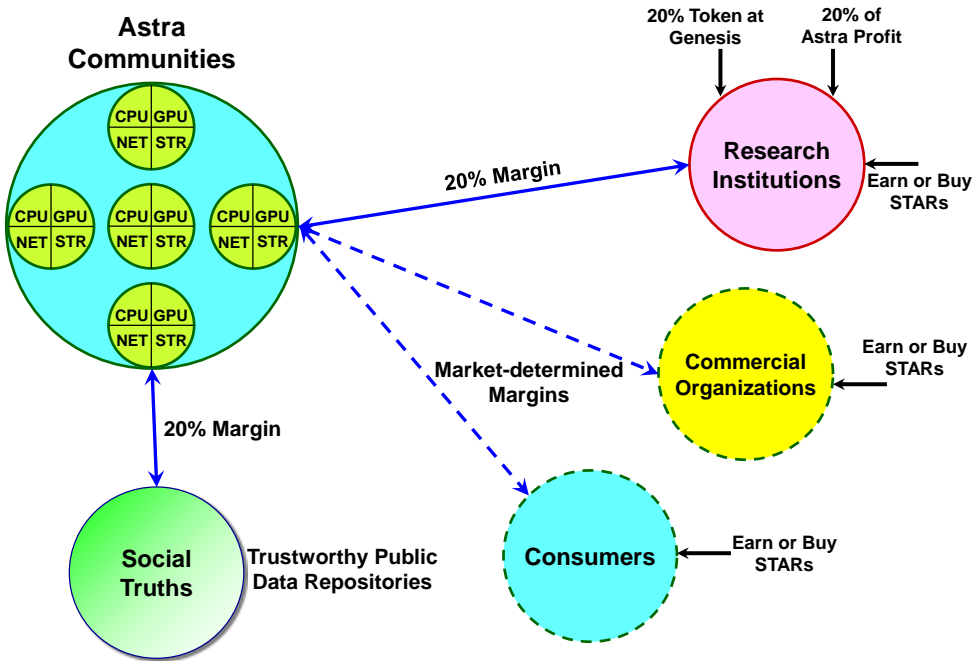 Astra
Communities
20% Token at
Genesis
20% of
Astra Profit
CPU GPU
NET STR
CPU GPU
NET STR
CPU GPU
NET STR
CPU GPU
NET STR
CPU GPU
NET STR
20% Margin
Research
Institutions
Earn or Buy
STARs
Market-determined
Margins
Commercial
Organizations
Earn or Buy
STARs
20% Margin
Social
Truths
Trustworthy Public
Data Repositories
Consumers
Earn or Buy
STARs